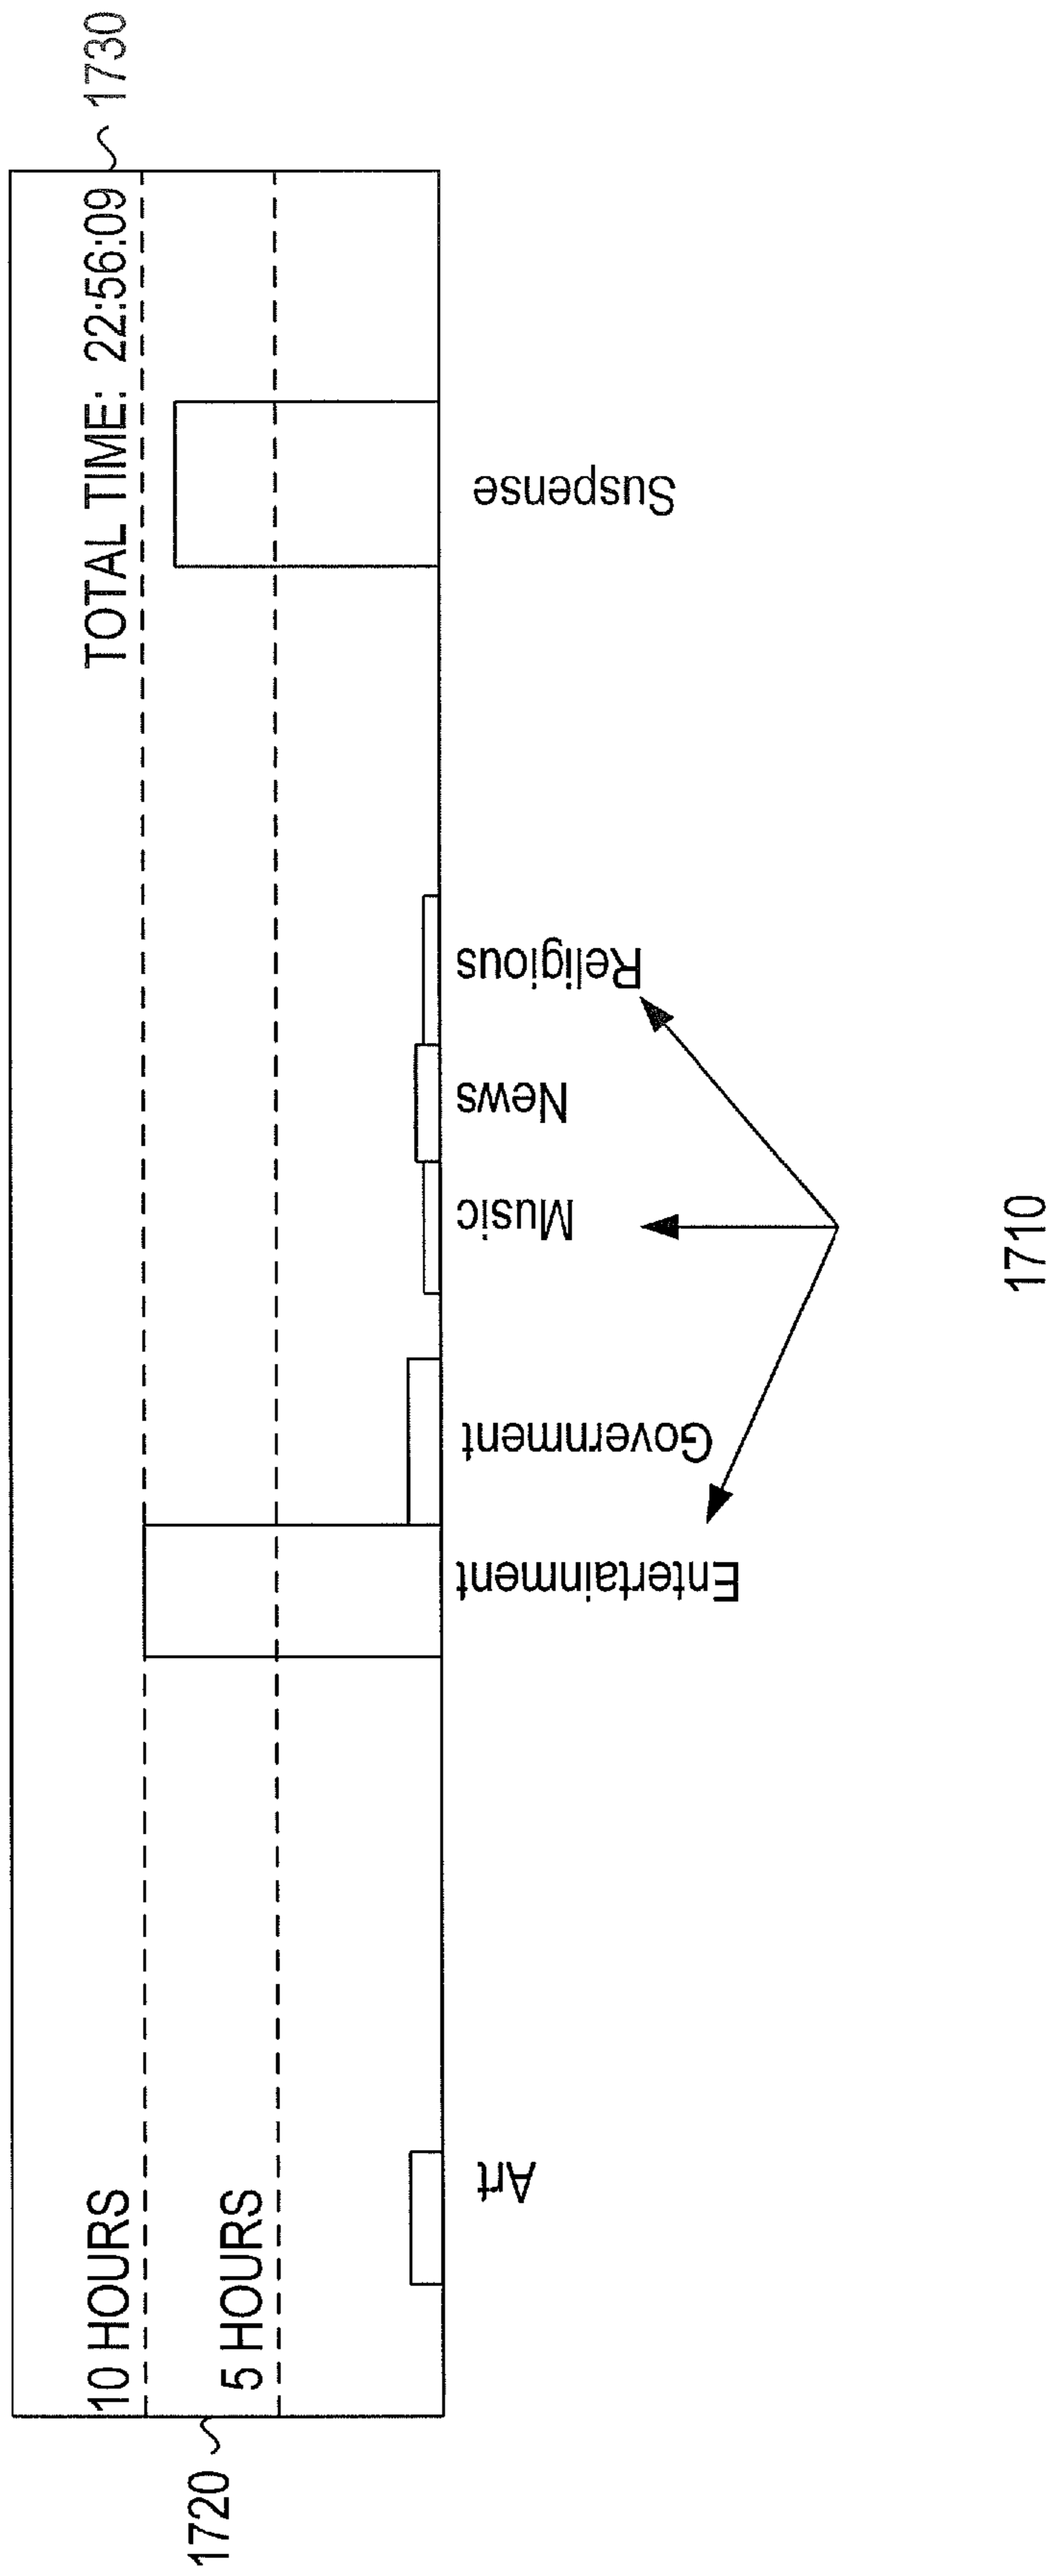 1730
TOTAL TIME: 22:56:09
10 HOURS
5 HOURS
1720
Art
Entertainment
Government
Music
News
Religious
Suspense
1710